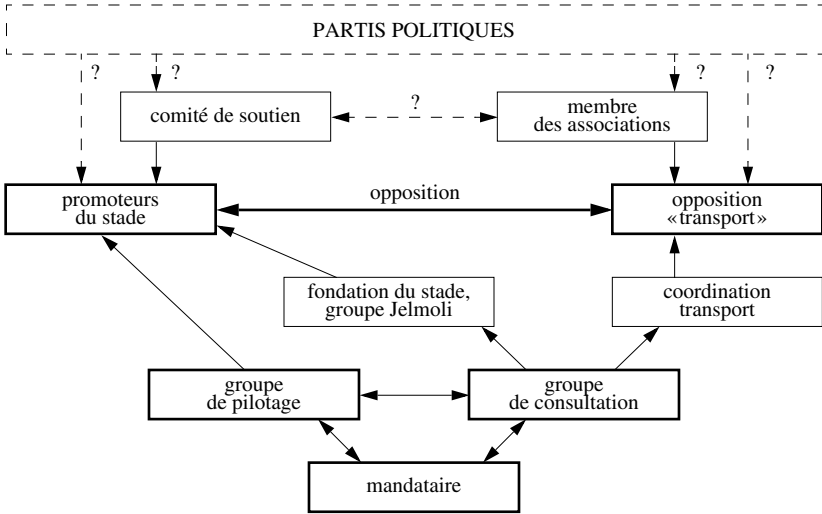 PARTIS POLITIQUES
? ? ? ?
comité de soutien
?
membre
des associations
promoteurs
du stade
opposition
opposition
«transport»
fondation du stade,
groupe Jelmoli
coordination
transport
groupe
de pilotage
groupe
de consultation
mandataire